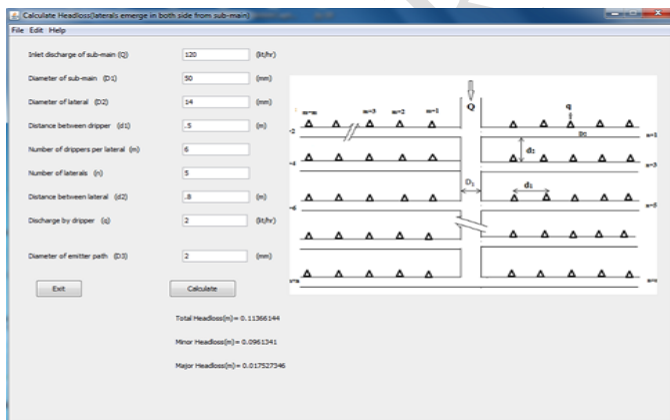 Calculate Headloss(laterals emerge in both side from sub-main)
File Edit Help
Inlet discharge of sub-main (Q) 120 (lit/hr)
Diameter of sub-main (D1) 50 (mm)
Diameter of lateral (D2) 14 (mm)
Distance between dripper (d1) .5 (m)
Number of drippers per lateral (m) 6
Number of laterals (n) 5
Distance between lateral (d2) .8 (m)
Discharge by dripper (q) 2 (lit/hr)
Diameter of emitter path (D3) 2 (mm)
Exit Calculate
Total Headloss(m)= 0.11366144
Minor Headloss(m)= 0.0961341
Major Headloss(m)= 0.017527346
m=m m=3 m=2 m=1 Q q
D2
n=1
d2
n=3
D1 d1
n=5